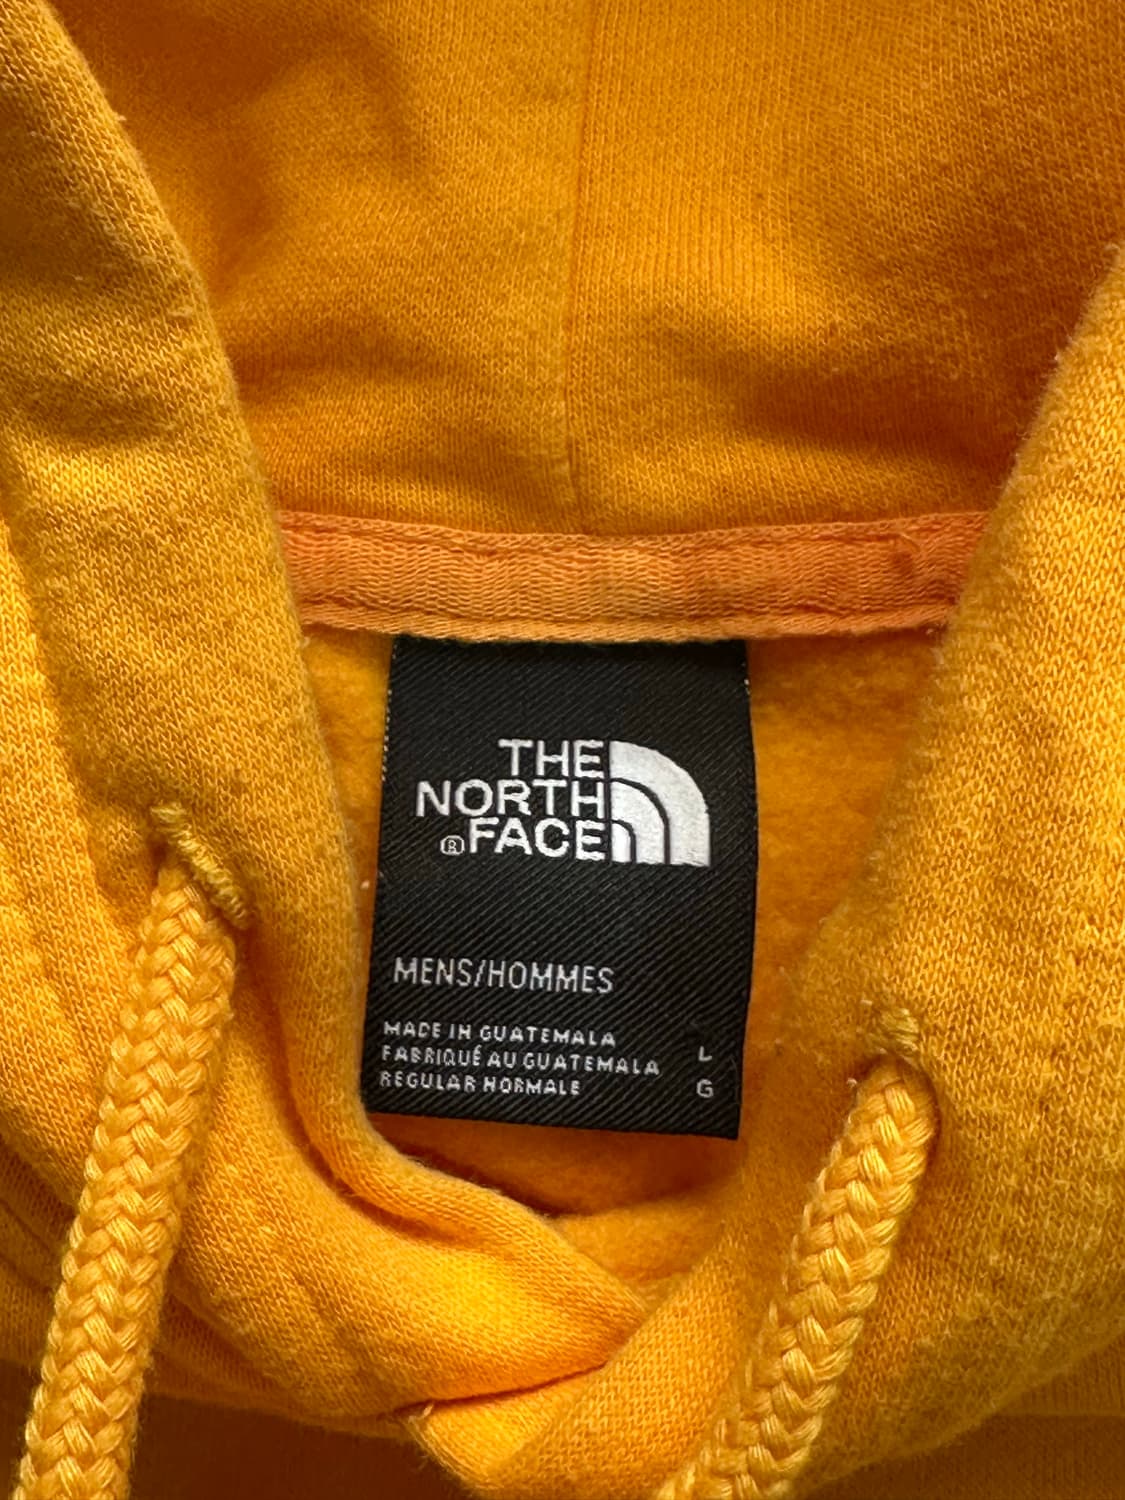 THE
NORTH
®FACE
MENS/HOMMES
MADE IN GUATEMALA
FABRIQUÉ AU GUATEMALA
REGULAR NORMALE
L
G